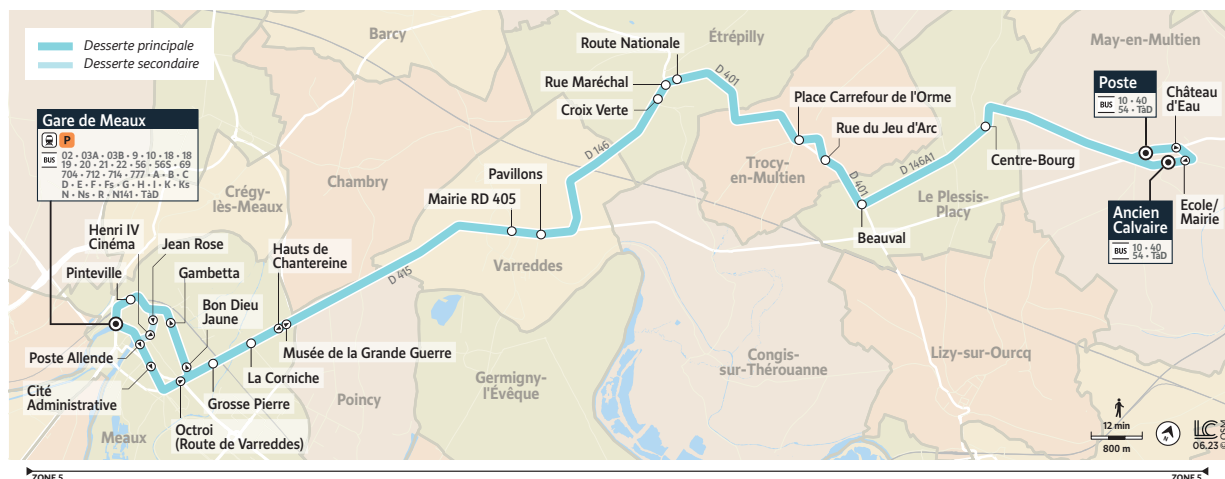 Desserte principale
Desserte secondaire
Barcy
Étrépilly
May-en-Multien
Route Nationale
Rue Maréchal
Croix Verte
D 401
Place Carrefour de l'Orme
Rue du Jeu d'Arc
Poste
BUS
10 • 40
54 • TàD
Château
d'Eau
Gare de Meaux
P
BUS
02 • 03A • 03B • 9 • 10 • 18 • 18
19 • 20 • 21 • 22 • 56 • 56S • 69
704 • 712 • 714 • 777 • A • B • C
D • E • F • Fs • G • H • I • K • Ks
N • Ns • R • N141 • TàD
Crégy-
lès-Meaux
Chambry
D 146
Pavillons
Mairie RD 405
Trocy-
en-Multien
D 401
D 146A1
Centre-Bourg
Le Plessis-
Placy
Beauval
Ancien
Calvaire
BUS
10 • 40
54 • TàD
Ecole/
Mairie
Henri IV
Cinéma
Jean Rose
Pinteville
Gambetta
Bon Dieu
Jaune
Hauts de
Chantereine
D 415
Varreddes
Poste Allende
Cité
Administrative
Musée de la Grande Guerre
La Corniche
Grosse Pierre
Octroi
(Route de Varreddes)
Meaux
Poincy
Germigny-
l'Évêque
Congis-
sur-Thérouanne
Lizy-sur-Ourcq
12 min
800 m
N
LLC
06.23
© OSM
ZONE 5
ZONE 5